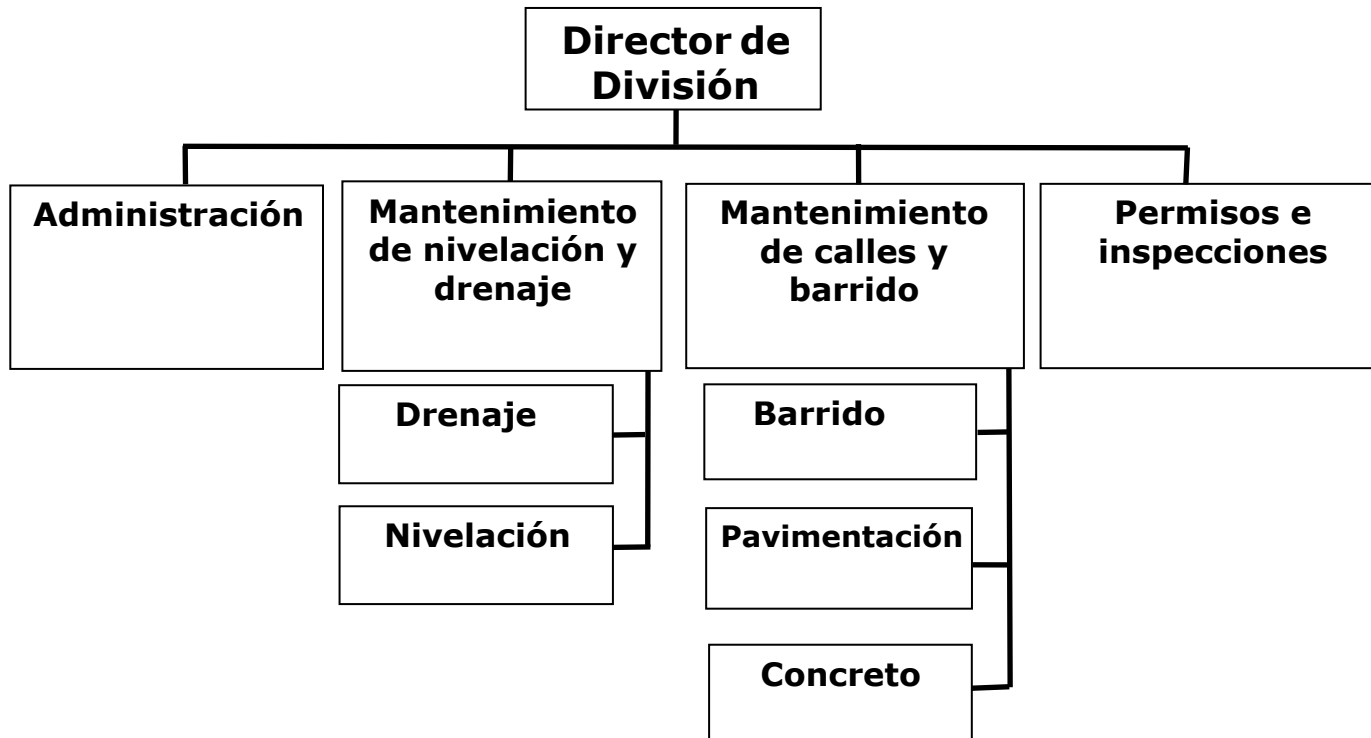 Director de
División
Administración
Mantenimiento
de nivelación y
drenaje
Mantenimiento
de calles y
barrido
Permisos e
inspecciones
Drenaje
Nivelación
Barrido
Pavimentación
Concreto